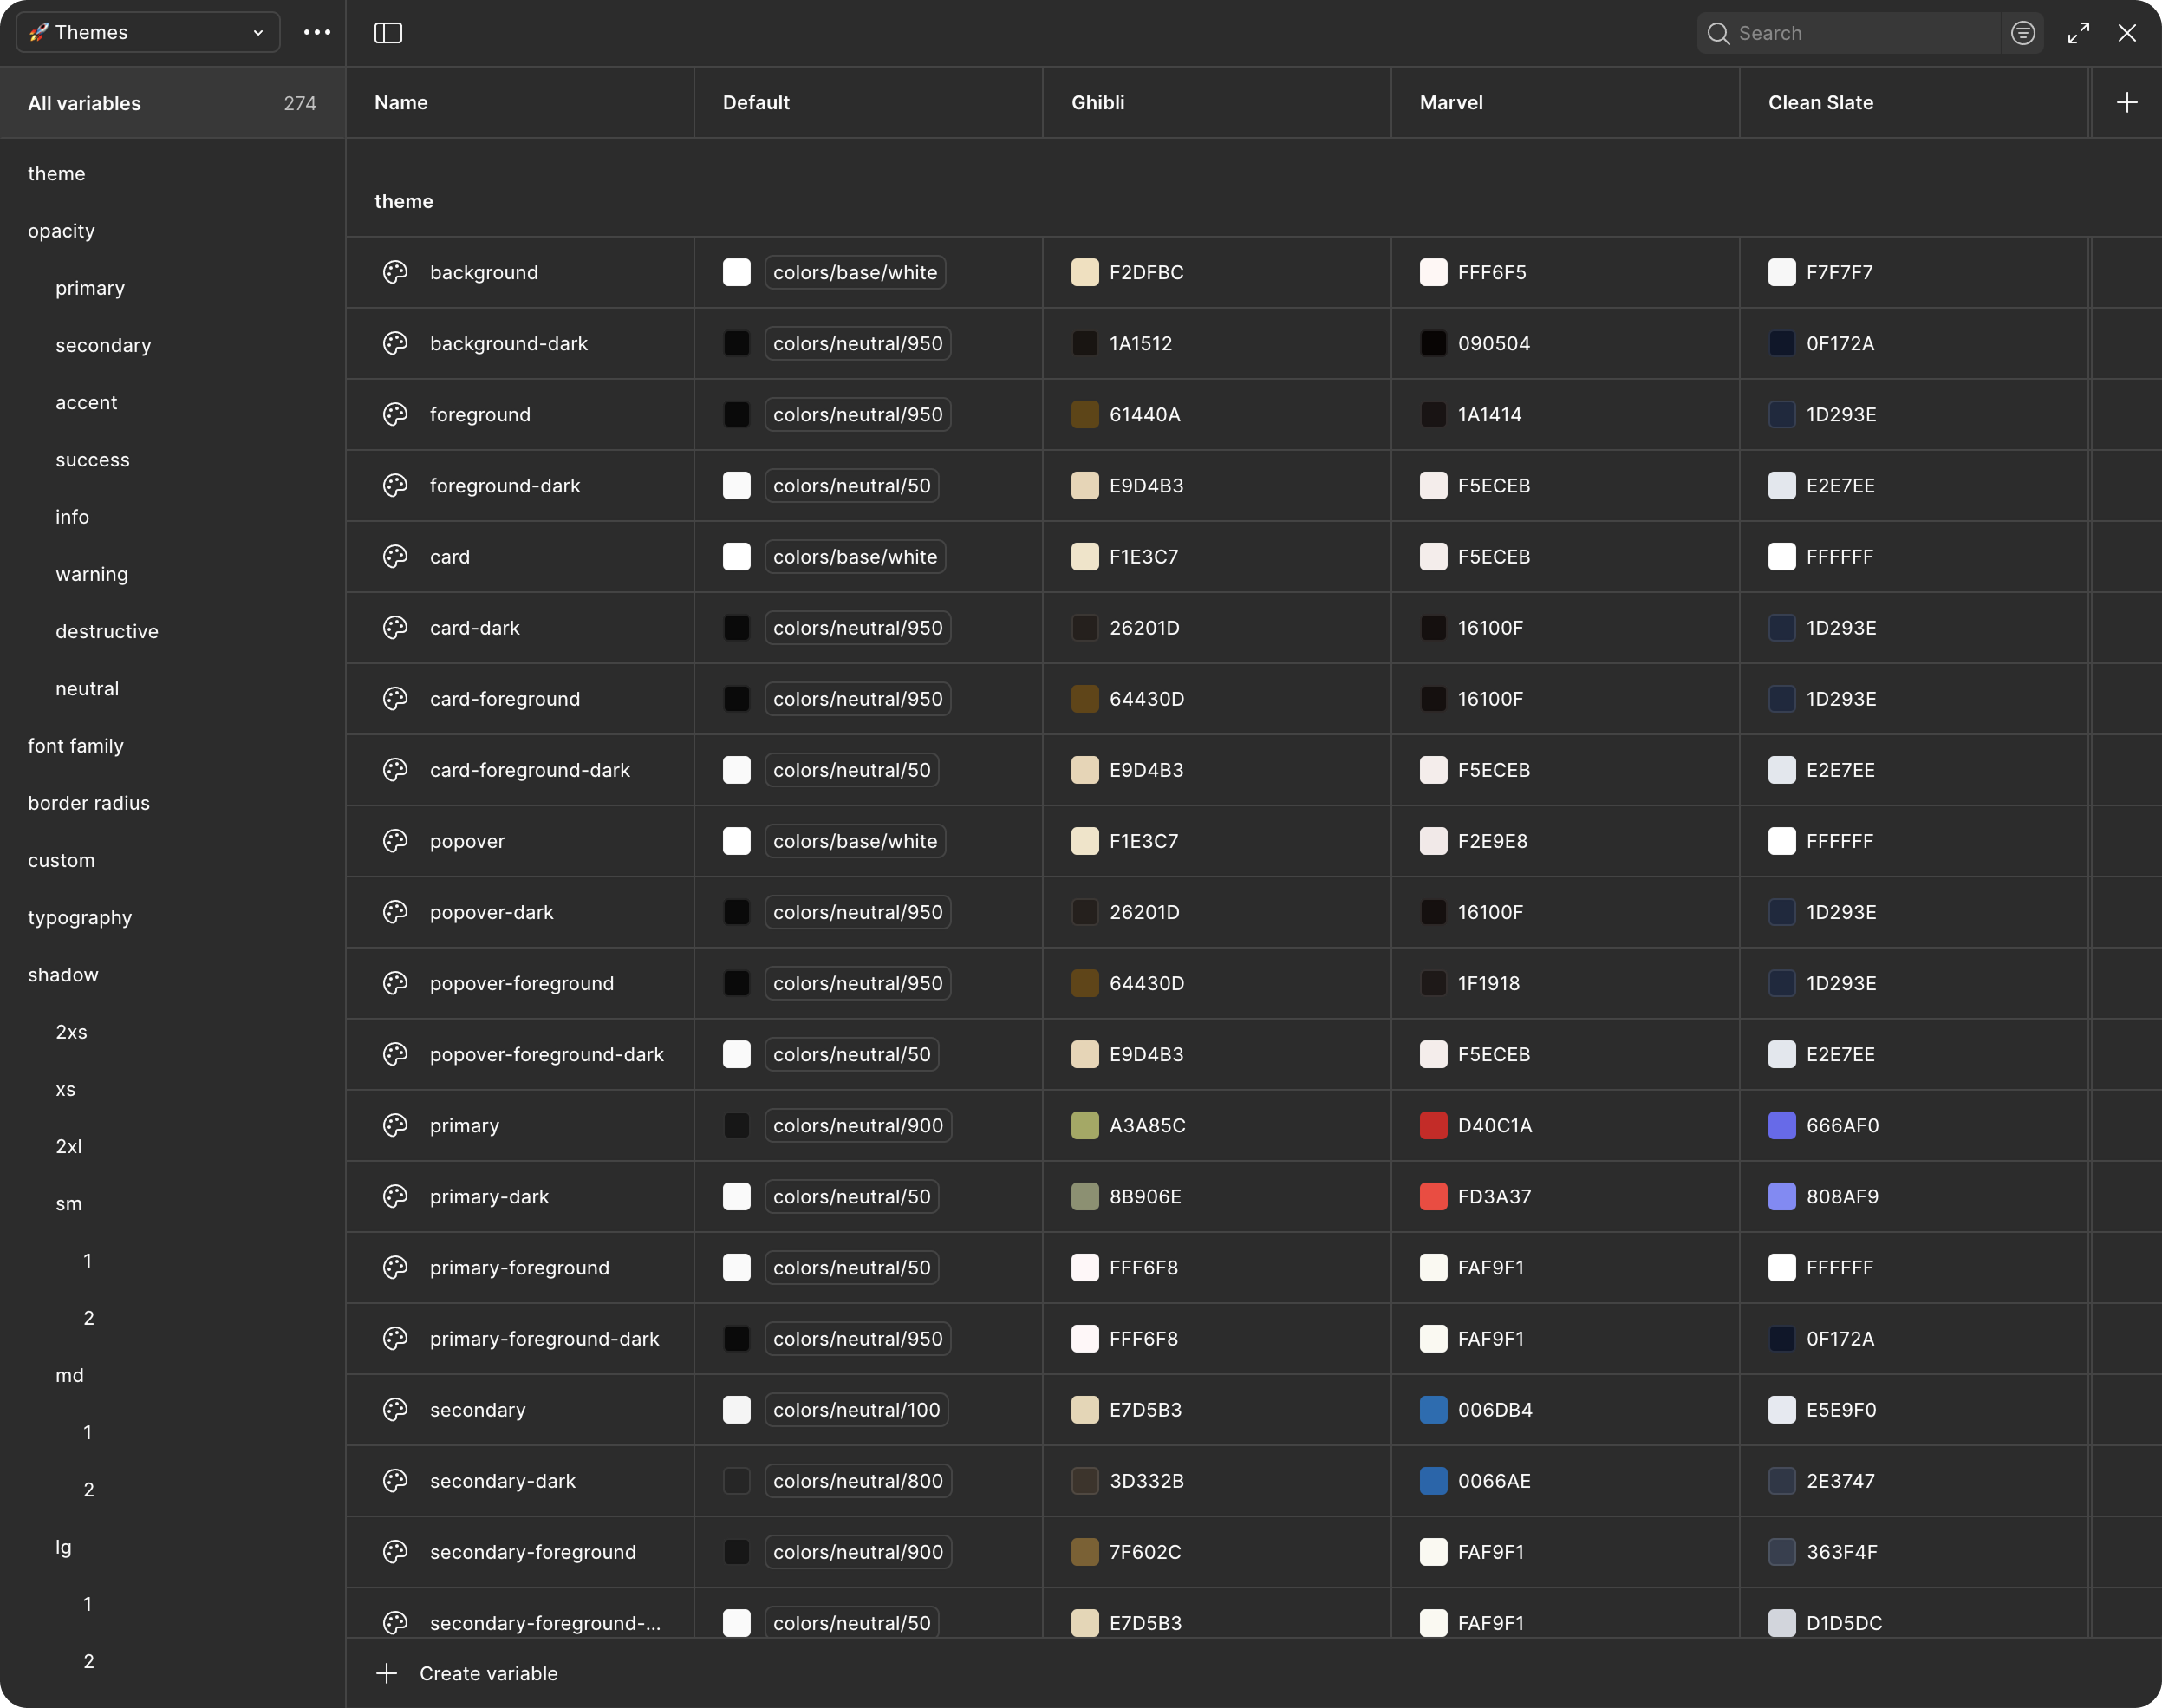 🚀 Themes
Search
All variables 274
theme
opacity
primary
secondary
accent
success
info
warning
destructive
neutral
font family
border radius
custom
typography
shadow
2xs
xs
2xl
sm
1
2
md
1
2
lg
1
2
Name Default Ghibli Marvel Clean Slate
theme
background colors/base/white F2DFBC FFF6F5 F7F7F7
background-dark colors/neutral/950 1A1512 090504 0F172A
foreground colors/neutral/950 61440A 1A1414 1D293E
foreground-dark colors/neutral/50 E9D4B3 F5ECEB E2E7EE
card colors/base/white F1E3C7 F5ECEB FFFFFF
card-dark colors/neutral/950 26201D 16100F 1D293E
card-foreground colors/neutral/950 64430D 16100F 1D293E
card-foreground-dark colors/neutral/50 E9D4B3 F5ECEB E2E7EE
popover colors/base/white F1E3C7 F2E9E8 FFFFFF
popover-dark colors/neutral/950 26201D 16100F 1D293E
popover-foreground colors/neutral/950 64430D 1F1918 1D293E
popover-foreground-dark colors/neutral/50 E9D4B3 F5ECEB E2E7EE
primary colors/neutral/900 A3A85C D40C1A 666AF0
primary-dark colors/neutral/50 8B906E FD3A37 808AF9
primary-foreground colors/neutral/50 FFF6F8 FAF9F1 FFFFFF
primary-foreground-dark colors/neutral/950 FFF6F8 FAF9F1 0F172A
secondary colors/neutral/100 E7D5B3 006DB4 E5E9F0
secondary-dark colors/neutral/800 3D332B 0066AE 2E3747
secondary-foreground colors/neutral/900 7F602C FAF9F1 363F4F
secondary-foreground-... colors/neutral/50 E7D5B3 FAF9F1 D1D5DC
Create variable